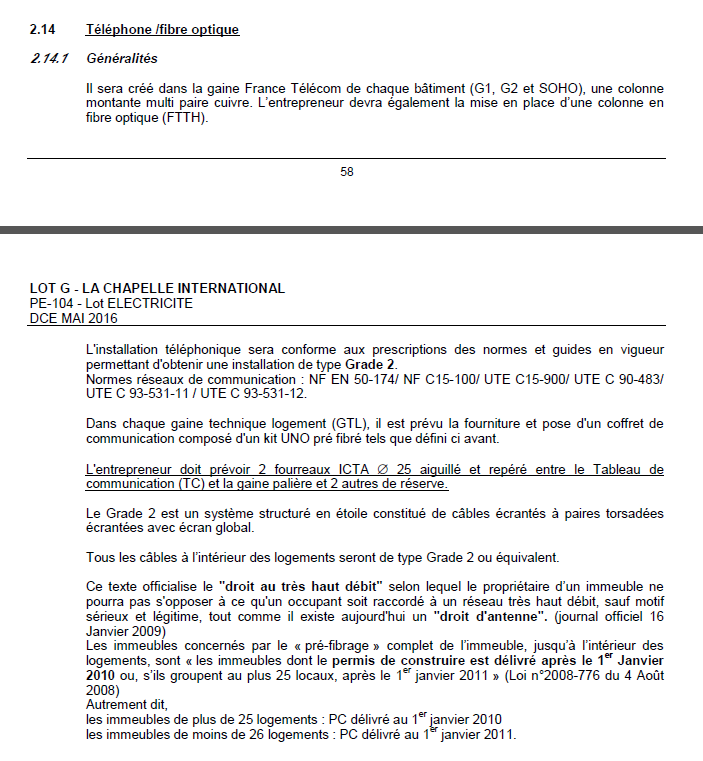 2.14 Téléphone /fibre optique
2.14.1 Généralités
Il sera créé dans la gaine France Télécom de chaque bâtiment (G1, G2 et SOHO), une colonne
montante multi paire cuivre. L'entrepreneur devra également la mise en place d'une colonne en
fibre optique (FTTH).
58
LOT G - LA CHAPELLE INTERNATIONAL
PE-104 - Lot ELECTRICITE
DCE MAI 2016
L'installation téléphonique sera conforme aux prescriptions des normes et guides en vigueur
permettant d'obtenir une installation de type Grade 2.
Normes réseaux de communication : NF EN 50-174/ NF C15-100/ UTE C15-900/ UTE C 90-483/
UTE C 93-531-11 / UTE C 93-531-12.
Dans chaque gaine technique logement (GTL), il est prévu la fourniture et pose d'un coffret de
communication composé d'un kit UNO pré fibré tels que défini ci avant.
L'entrepreneur doit prévoir 2 fourreaux ICTA ∅ 25 aiguillé et repéré entre le Tableau de
communication (TC) et la gaine palière et 2 autres de réserve.
Le Grade 2 est un système structuré en étoile constitué de câbles écrantés à paires torsadées
écrantées avec écran global.
Tous les câbles à l'intérieur des logements seront de type Grade 2 ou équivalent.
Ce texte officialise le "droit au très haut débit" selon lequel le propriétaire d'un immeuble ne
pourra pas s'opposer à ce qu'un occupant soit raccordé à un réseau très haut débit, sauf motif
sérieux et légitime, tout comme il existe aujourd'hui un "droit d'antenne". (journal officiel 16
Janvier 2009)
Les immeubles concernés par le « pré-fibrage » complet de l'immeuble, jusqu'à l'intérieur des
logements, sont « les immeubles dont le permis de construire est délivré après le 1er Janvier
2010 ou, s'ils groupent au plus 25 locaux, après le 1er janvier 2011 » (Loi n°2008-776 du 4 Août
2008)
Autrement dit,
les immeubles de plus de 25 logements : PC délivré au 1er janvier 2010
les immeubles de moins de 26 logements : PC délivré au 1er janvier 2011.